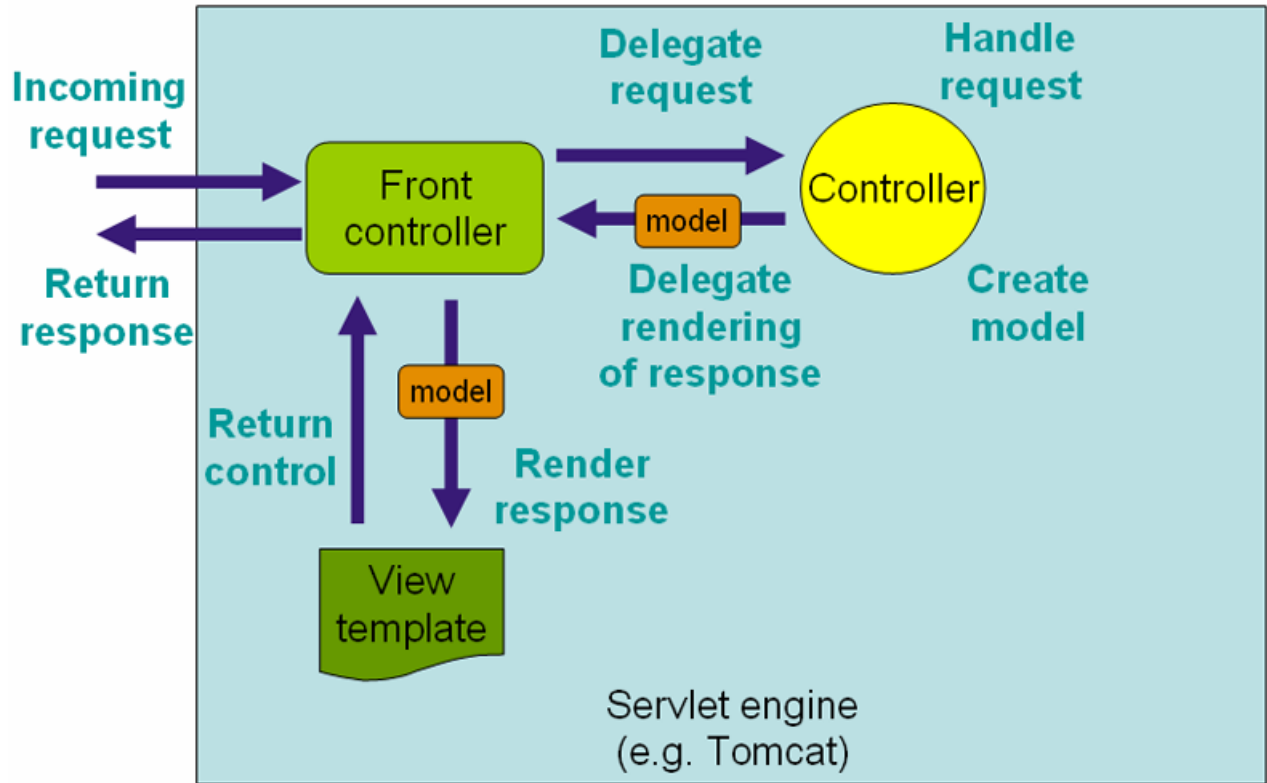 Incoming
request
Return
response
Delegate
request
Handle
request
Front
controller
Controller
model
Delegate
rendering
of response
Create
model
model
Return
control
Render
response
View
template
Servlet engine
(e.g. Tomcat)